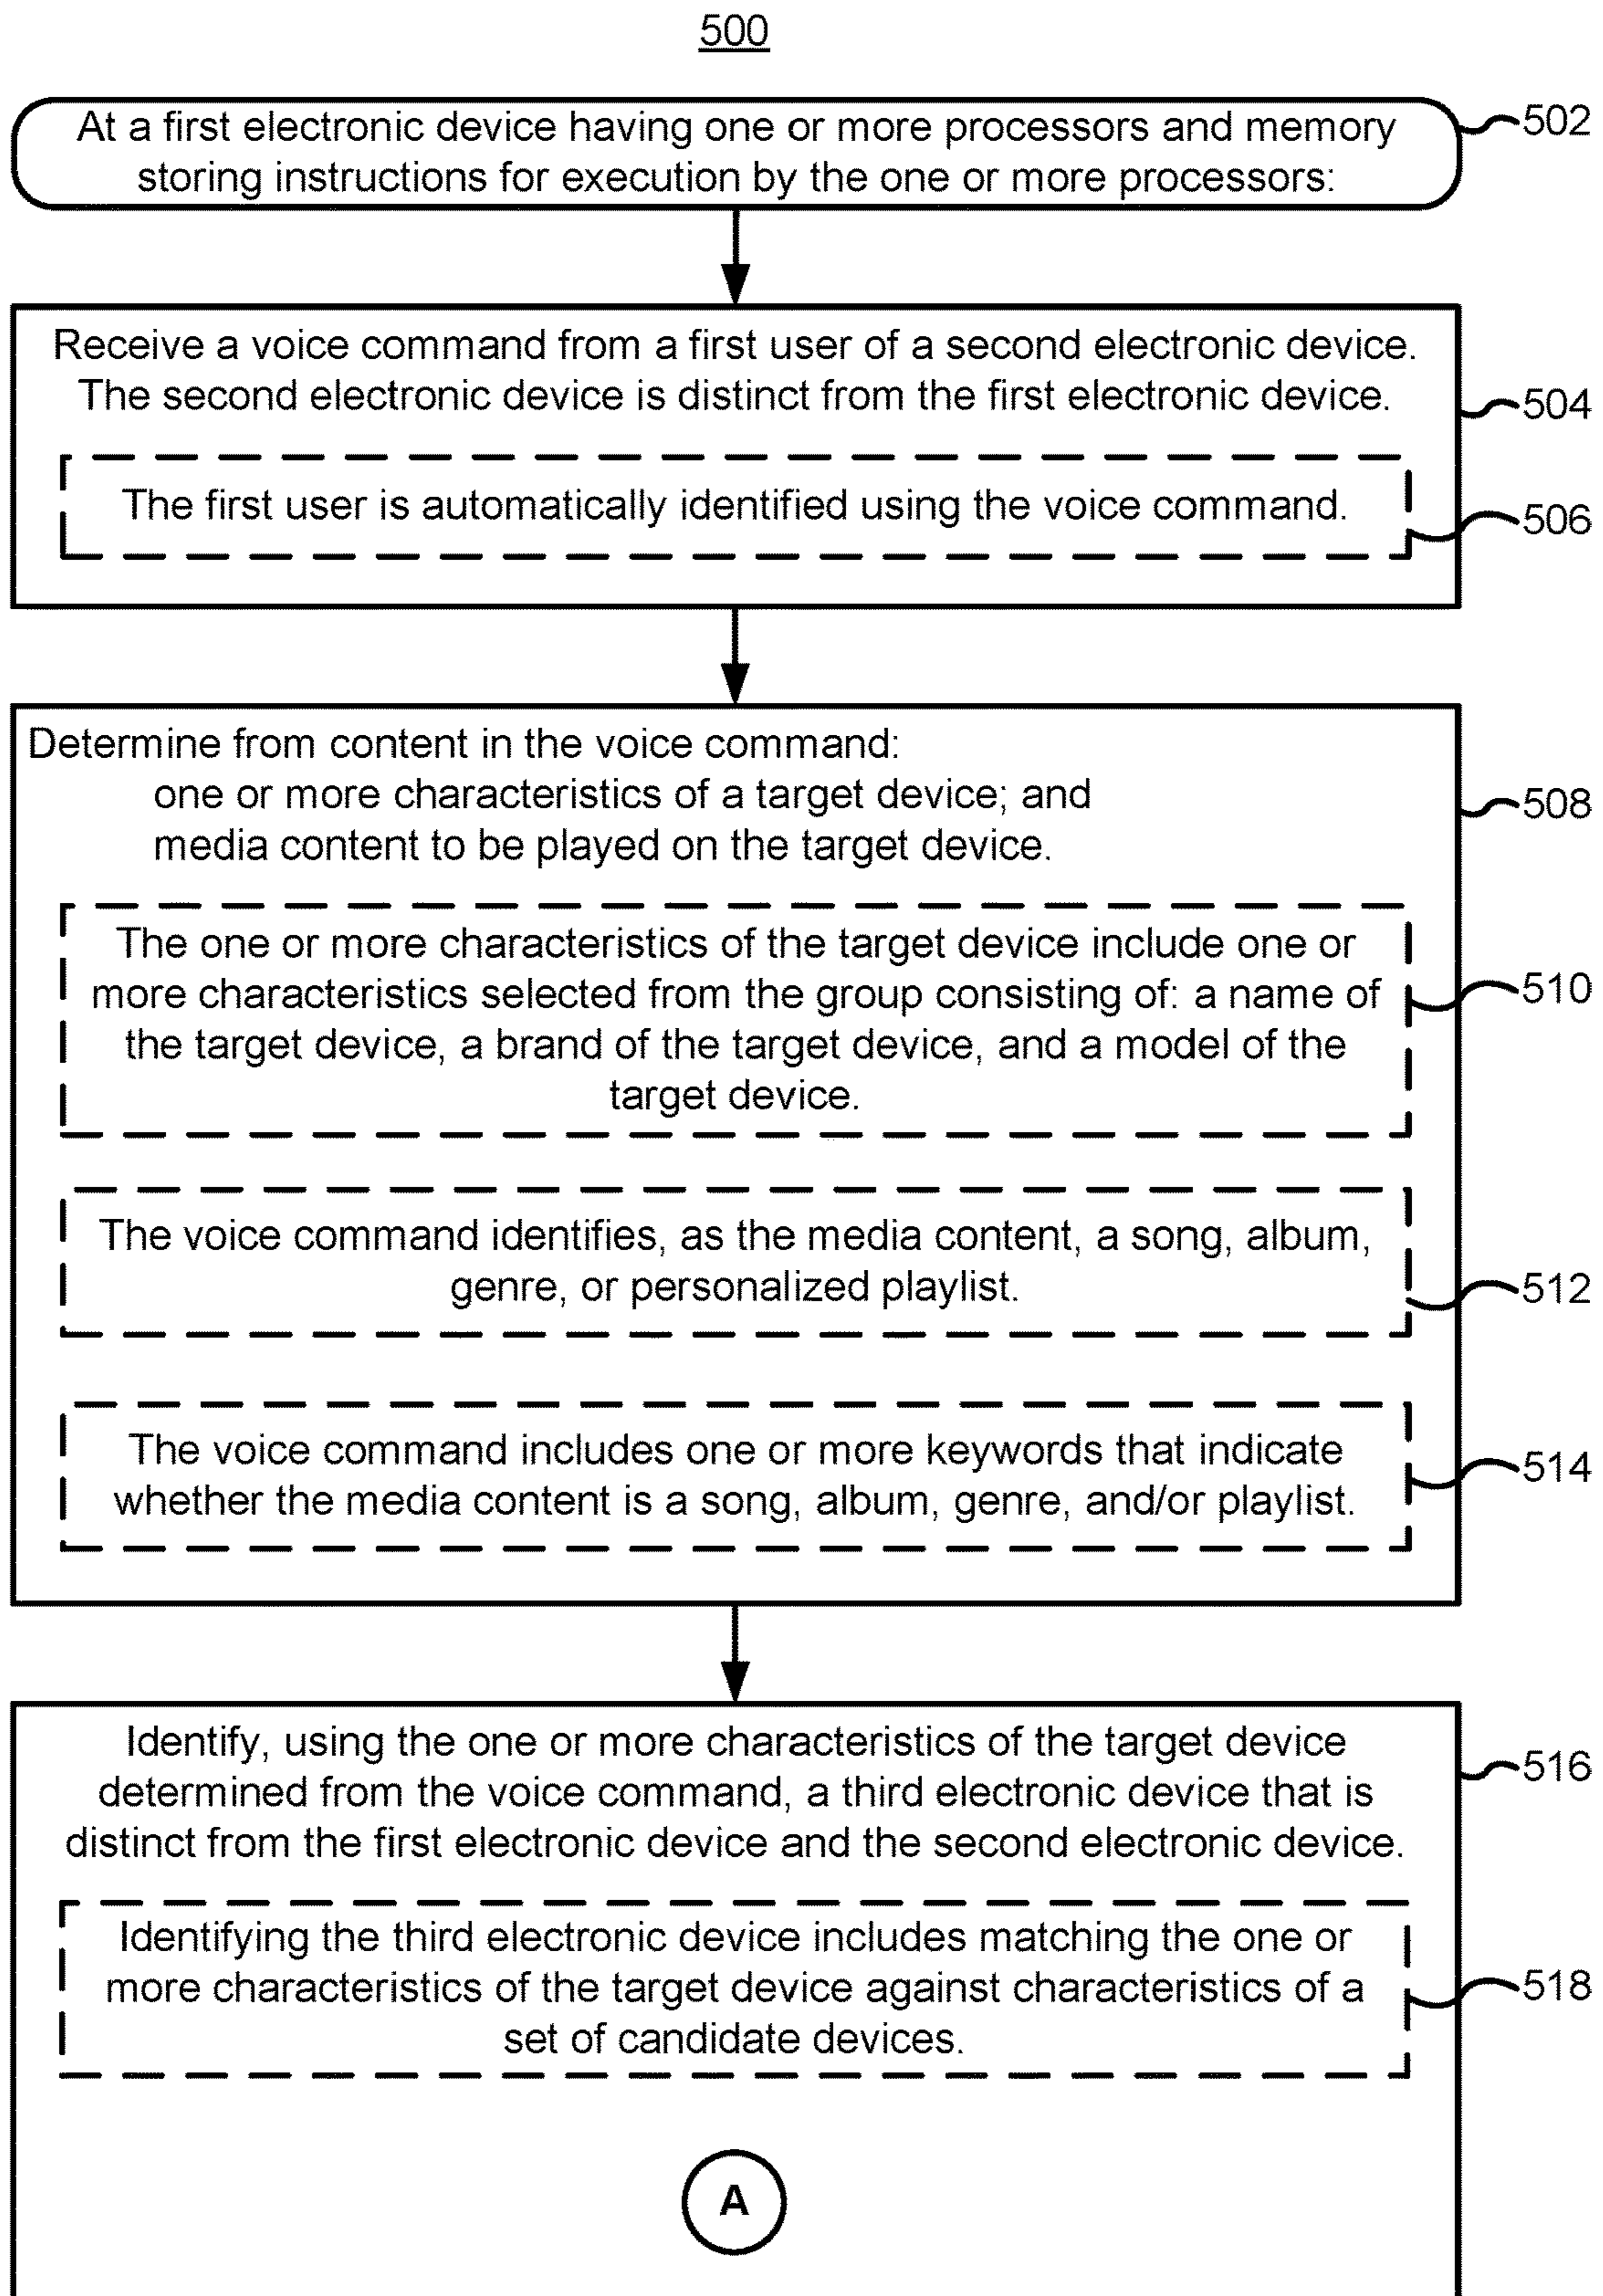 500
At a first electronic device having one or more processors and memory
storing instructions for execution by the one or more processors:
502
Receive a voice command from a first user of a second electronic device.
The second electronic device is distinct from the first electronic device.
504
The first user is automatically identified using the voice command.
506
Determine from content in the voice command:
one or more characteristics of a target device; and
media content to be played on the target device.
508
The one or more characteristics of the target device include one or
more characteristics selected from the group consisting of: a name of
the target device, a brand of the target device, and a model of the
target device.
510
The voice command identifies, as the media content, a song, album,
genre, or personalized playlist.
512
The voice command includes one or more keywords that indicate
whether the media content is a song, album, genre, and/or playlist.
514
Identify, using the one or more characteristics of the target device
determined from the voice command, a third electronic device that is
distinct from the first electronic device and the second electronic device.
516
Identifying the third electronic device includes matching the one or
more characteristics of the target device against characteristics of a
set of candidate devices.
518
A